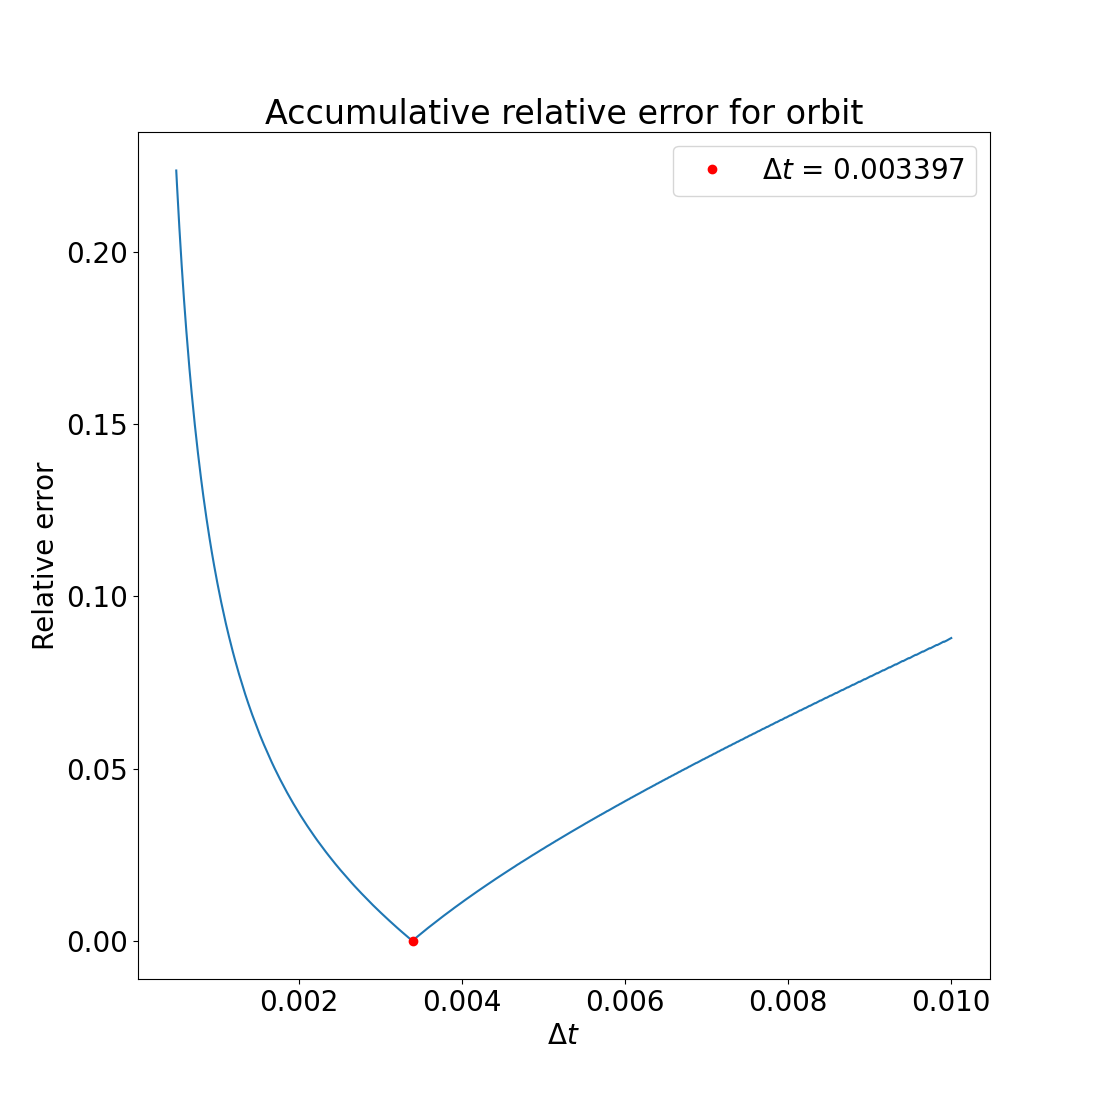 Accumulative relative error for orbit
Δt = 0.003397
0.20
0.15
0.10
0.05
0.00
Relative error
0.002 0.004 0.006 0.008 0.010
Δt